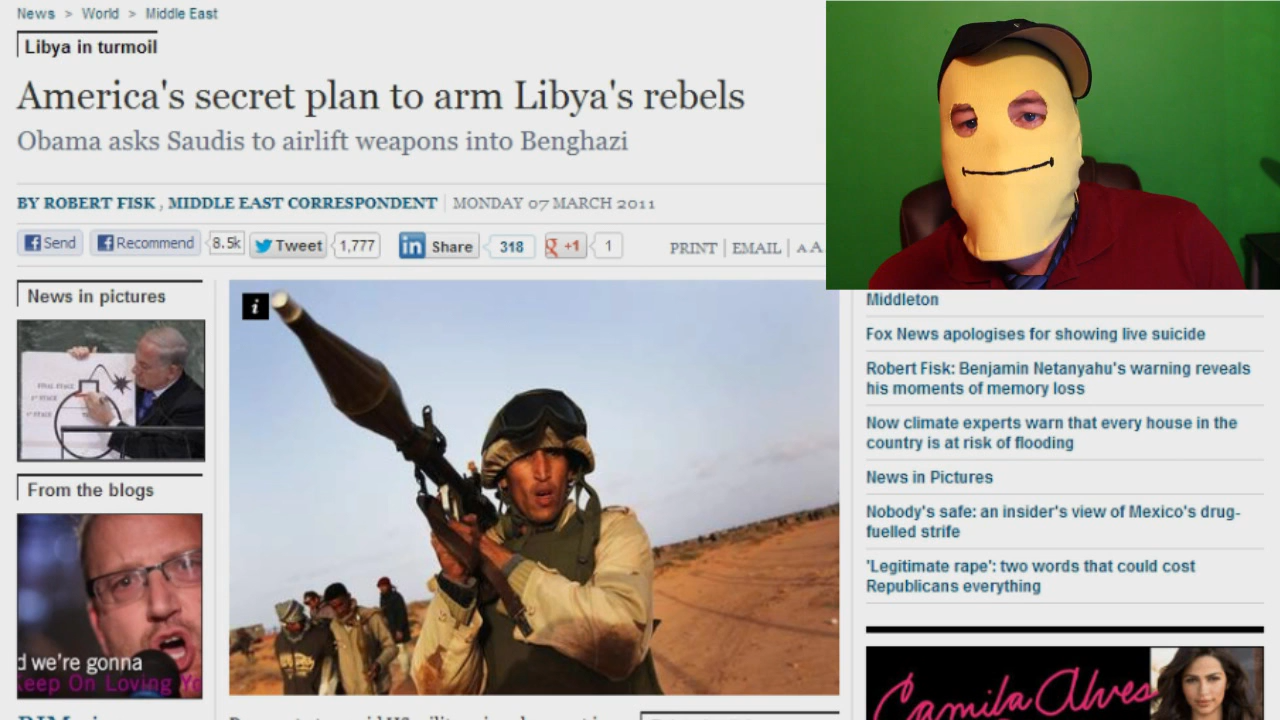 News > World > Middle East
Libya in turmoil
America's secret plan to arm Libya's rebels
Obama asks Saudis to airlift weapons into Benghazi
BY ROBERT FISK, MIDDLE EAST CORRESPONDENT | MONDAY 07 MARCH 2011
Send Recommend 8.5k Tweet 1,777 in Share 318 g +1 1 PRINT | EMAIL | A A
News in pictures
i
FINAL STAGE
From the blogs
d we're gonna
Keep On Loving
Middleton
Fox News apologises for showing live suicide
Robert Fisk: Benjamin Netanyahu's warning reveals
his moments of memory loss
Now climate experts warn that every house in the
country is at risk of flooding
News in Pictures
Nobody's safe: an insider's view of Mexico's drug-
fuelled strife
'Legitimate rape': two words that could cost
Republicans everything
Camila Alves